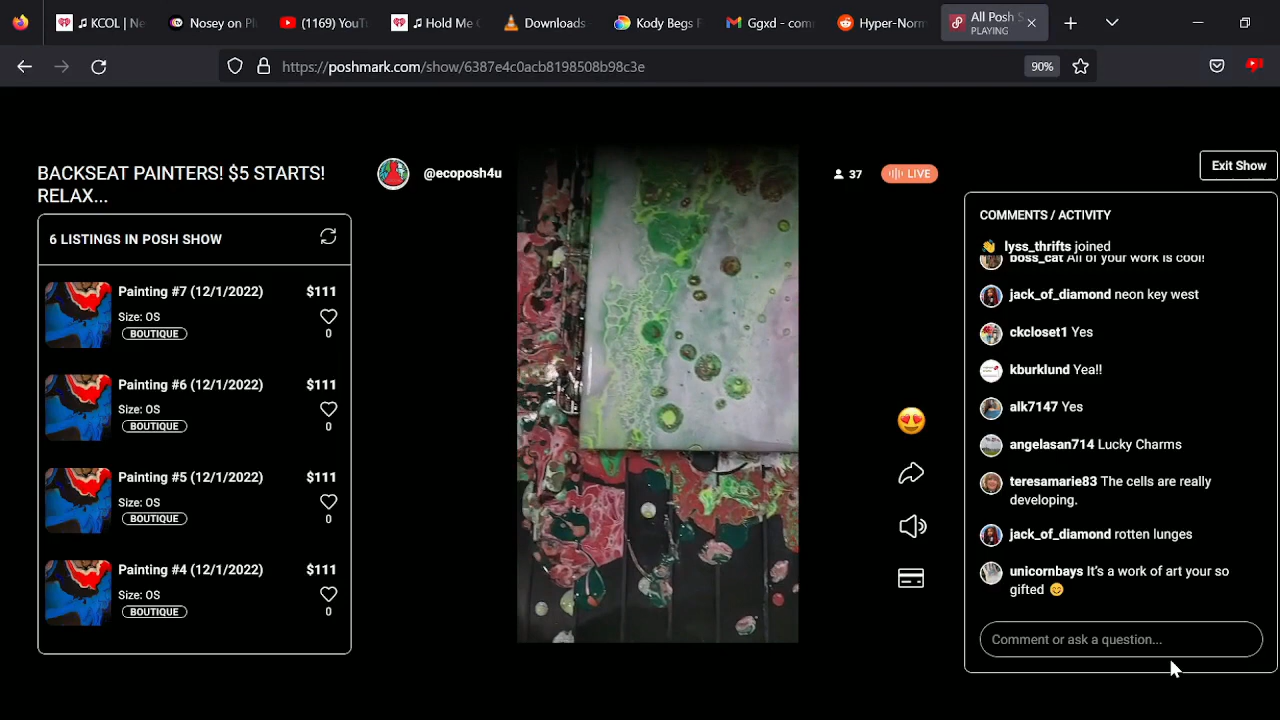 KCOL | Ne
Nosey on Pl
(1169) YouT
Hold Me
Downloads
Kody Begs F
Ggxd - com
Hyper-Norm
All Posh S
PLAYING
https://poshmark.com/show/6387e4c0acb8198508b98c3e
90%
BACKSEAT PAINTERS! $5 STARTS!
RELAX...
@ecoposh4u
37
LIVE
Exit Show
6 LISTINGS IN POSH SHOW
Painting #7 (12/1/2022) $111
Size: OS
BOUTIQUE
0
Painting #6 (12/1/2022) $111
Size: OS
BOUTIQUE
0
Painting #5 (12/1/2022) $111
Size: OS
BOUTIQUE
0
Painting #4 (12/1/2022) $111
Size: OS
BOUTIQUE
0
COMMENTS / ACTIVITY
lyss_thrifts joined
boss_cat All of your work is cool!
jack_of_diamond neon key west
ckcloset1 Yes
kburklund Yea!!
alk7147 Yes
angelasan714 Lucky Charms
teresamarie83 The cells are really
developing.
jack_of_diamond rotten lunges
unicornbays It's a work of art your so
gifted 😊
Comment or ask a question...